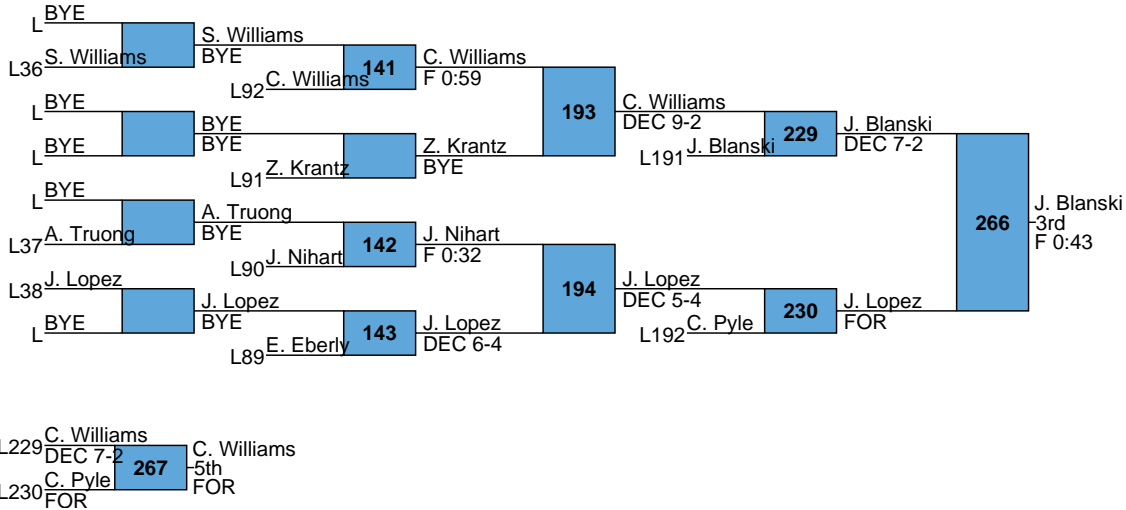 L BYE
L36 S. Williams
S. Williams
BYE
L92 C. Williams
141
C. Williams
F 0:59
L BYE
L BYE
BYE
BYE
L91 Z. Krantz
Z. Krantz
BYE
193
C. Williams
DEC 9-2
L191 J. Blanski
229
J. Blanski
DEC 7-2
L BYE
L37 A. Truong
A. Truong
BYE
L90 J. Nihart
142
J. Nihart
F 0:32
L38 J. Lopez
L BYE
J. Lopez
BYE
L89 E. Eberly
143
J. Lopez
DEC 6-4
194
J. Lopez
DEC 5-4
L192 C. Pyle
230
J. Lopez
FOR
266
J. Blanski
3rd
F 0:43
L229 C. Williams
DEC 7-2
L230 C. Pyle
FOR
267
C. Williams
5th
FOR